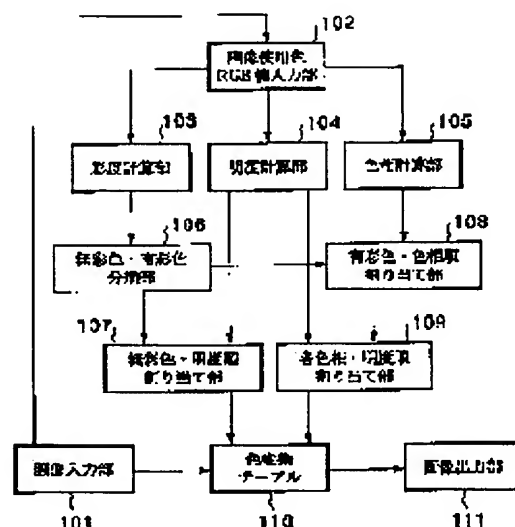 102
画像使用色
RGB値入力部
103
104
105
彩度計算部
明度計算部
色相計算部
106
108
無彩色・有彩色
分離部
有彩色・色相順
割り当て部
107
109
無彩色・明度順
割り当て部
各色相・明度順
割り当て部
画像入力部
色変換
テーブル
画像出力部
101
110
111